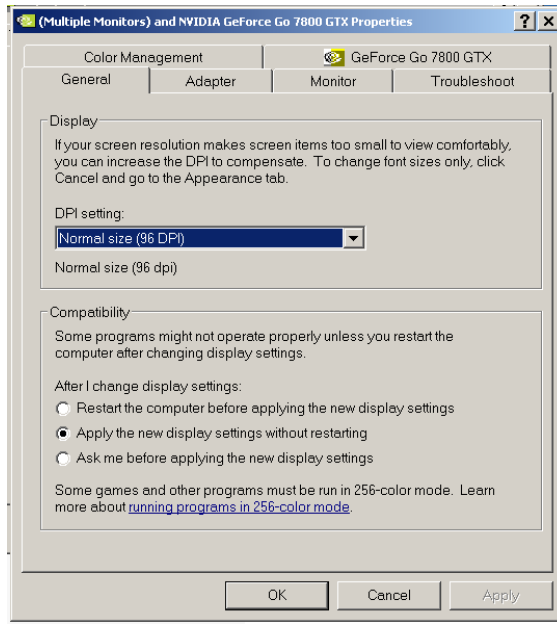 (Multiple Monitors) and NVIDIA GeForce Go 7800 GTX Properties
Color Management
GeForce Go 7800 GTX
General
Adapter
Monitor
Troubleshoot
Display
If your screen resolution makes screen items too small to view comfortably,
you can increase the DPI to compensate. To change font sizes only, click
Cancel and go to the Appearance tab.
DPI setting:
Normal size (96 DPI)
Normal size (96 dpi)
Compatibility
Some programs might not operate properly unless you restart the
computer after changing display settings.
After I change display settings:
Restart the computer before applying the new display settings
Apply the new display settings without restarting
Ask me before applying the new display settings
Some games and other programs must be run in 256-color mode. Learn
more about running programs in 256-color mode.
OK
Cancel
Apply